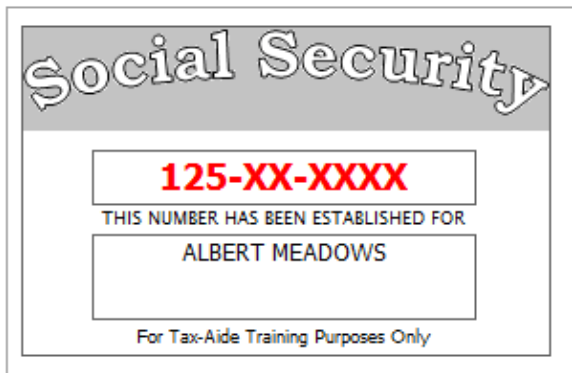 Social Security
125-XX-XXXX
THIS NUMBER HAS BEEN ESTABLISHED FOR
ALBERT MEADOWS
For Tax-Aide Training Purposes Only